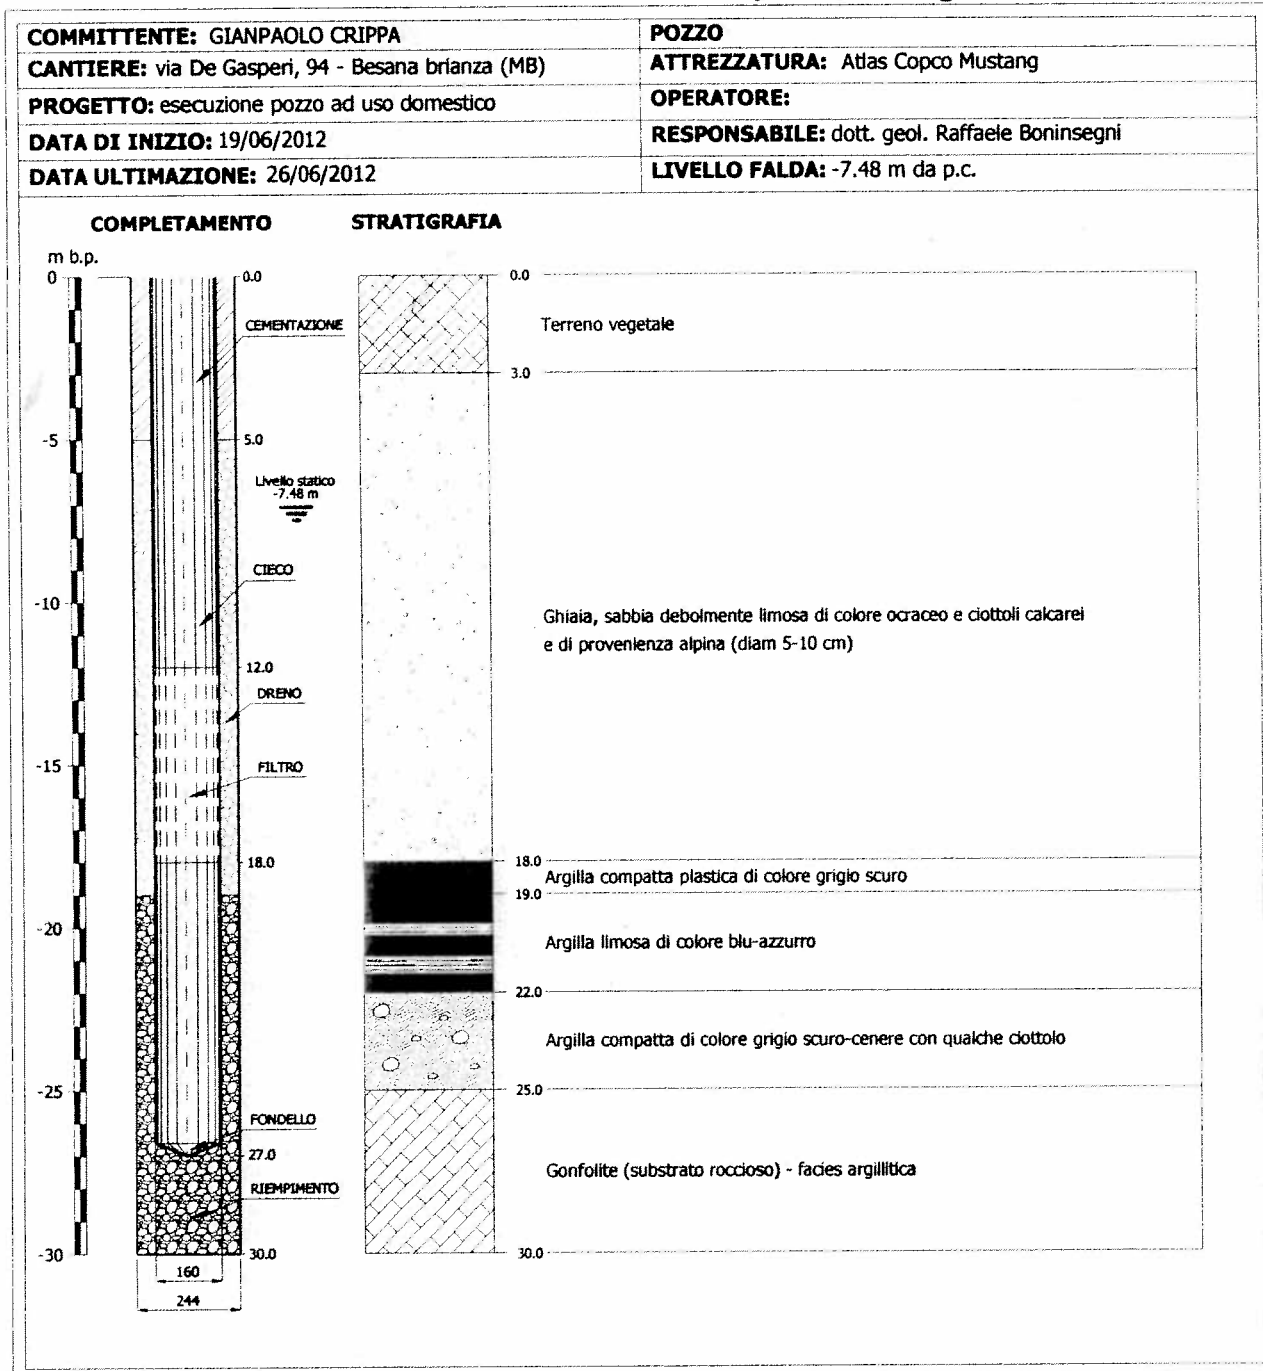 COMMITTENTE: GIANPAOLO CRIPPA
POZZO
CANTIERE: via De Gasperi, 94 - Besana brianza (MB)
ATTREZZATURA: Atlas Copco Mustang
PROGETTO: esecuzione pozzo ad uso domestico
OPERATORE:
DATA DI INIZIO: 19/06/2012
RESPONSABILE: dott. geol. Raffaele Boninsegni
DATA ULTIMAZIONE: 26/06/2012
LIVELLO FALDA: -7.48 m da p.c.
COMPLETAMENTO
STRATIGRAFIA
m b.p.
0
0.0
0.0
CEMENTAZIONE
Terreno vegetale
3.0
-5
5.0
Livello statico
-7.48 m
CIECO
-10
Ghiaia, sabbia debolmente limosa di colore ocraceo e ciottoli calcarei
e di provenienza alpina (diam 5-10 cm)
12.0
DRENO
-15
FILTRO
18.0
18.0
Argilla compatta plastica di colore grigio scuro
19.0
-20
Argilla limosa di colore blu-azzurro
22.0
Argilla compatta di colore grigio scuro-cenere con qualche ciottolo
-25
25.0
FONDELLO
27.0
Gonfolite (substrato roccioso) - facies argillitica
RIEMPIMENTO
-30
30.0
30.0
160
244